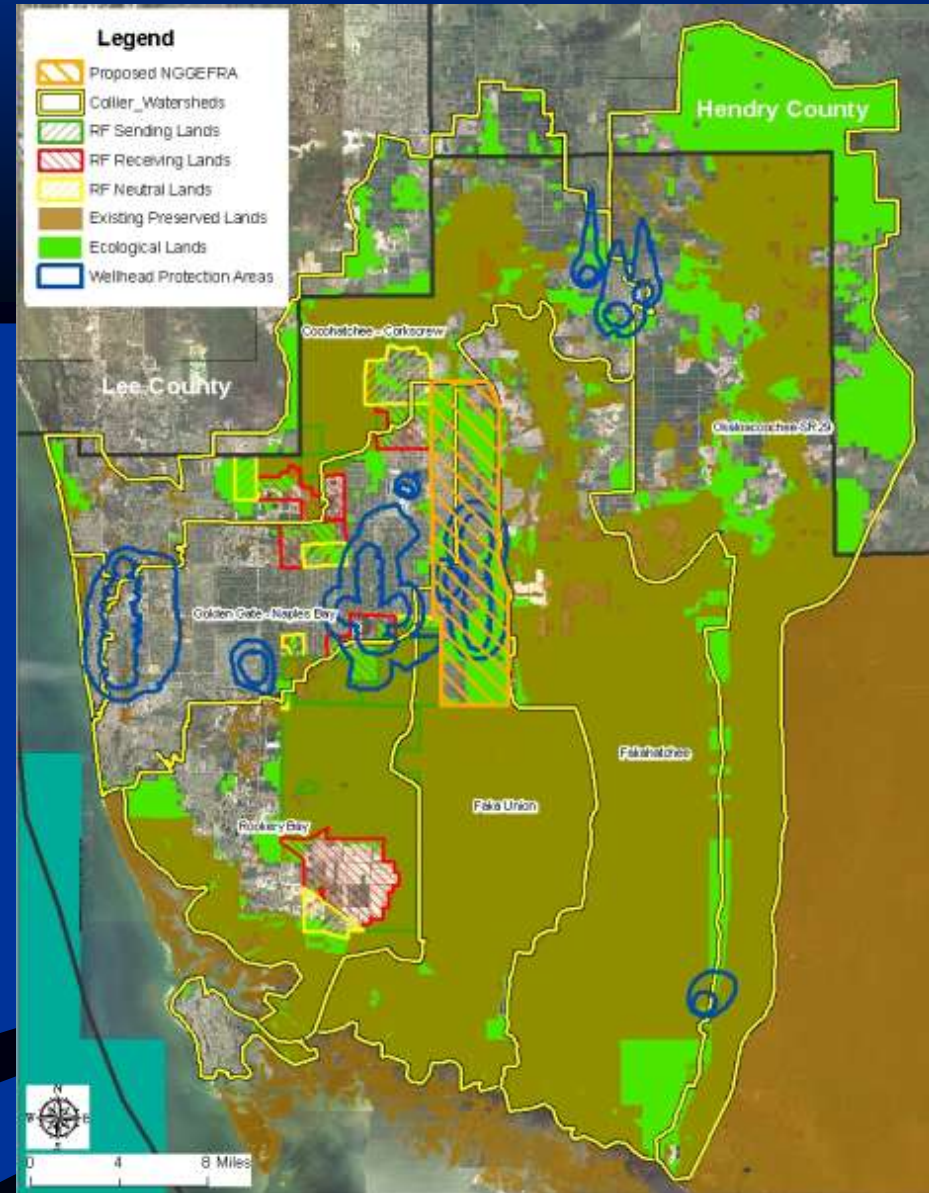 Legend
Proposed NGGEFRA
Collier_Watersheds
RF Sending Lands
RF Receiving Lands
RF Neutral Lands
Existing Preserved Lands
Ecological Lands
Wellhead Protection Areas
Hendry County
Cocohatchee - Corkscrew
Lee County
Okaloacoochee-SR29
Golden Gate - Naples Bay
Fakahatchee
Faka Union
Rookery Bay
N
W E
S
0 4 8 Miles